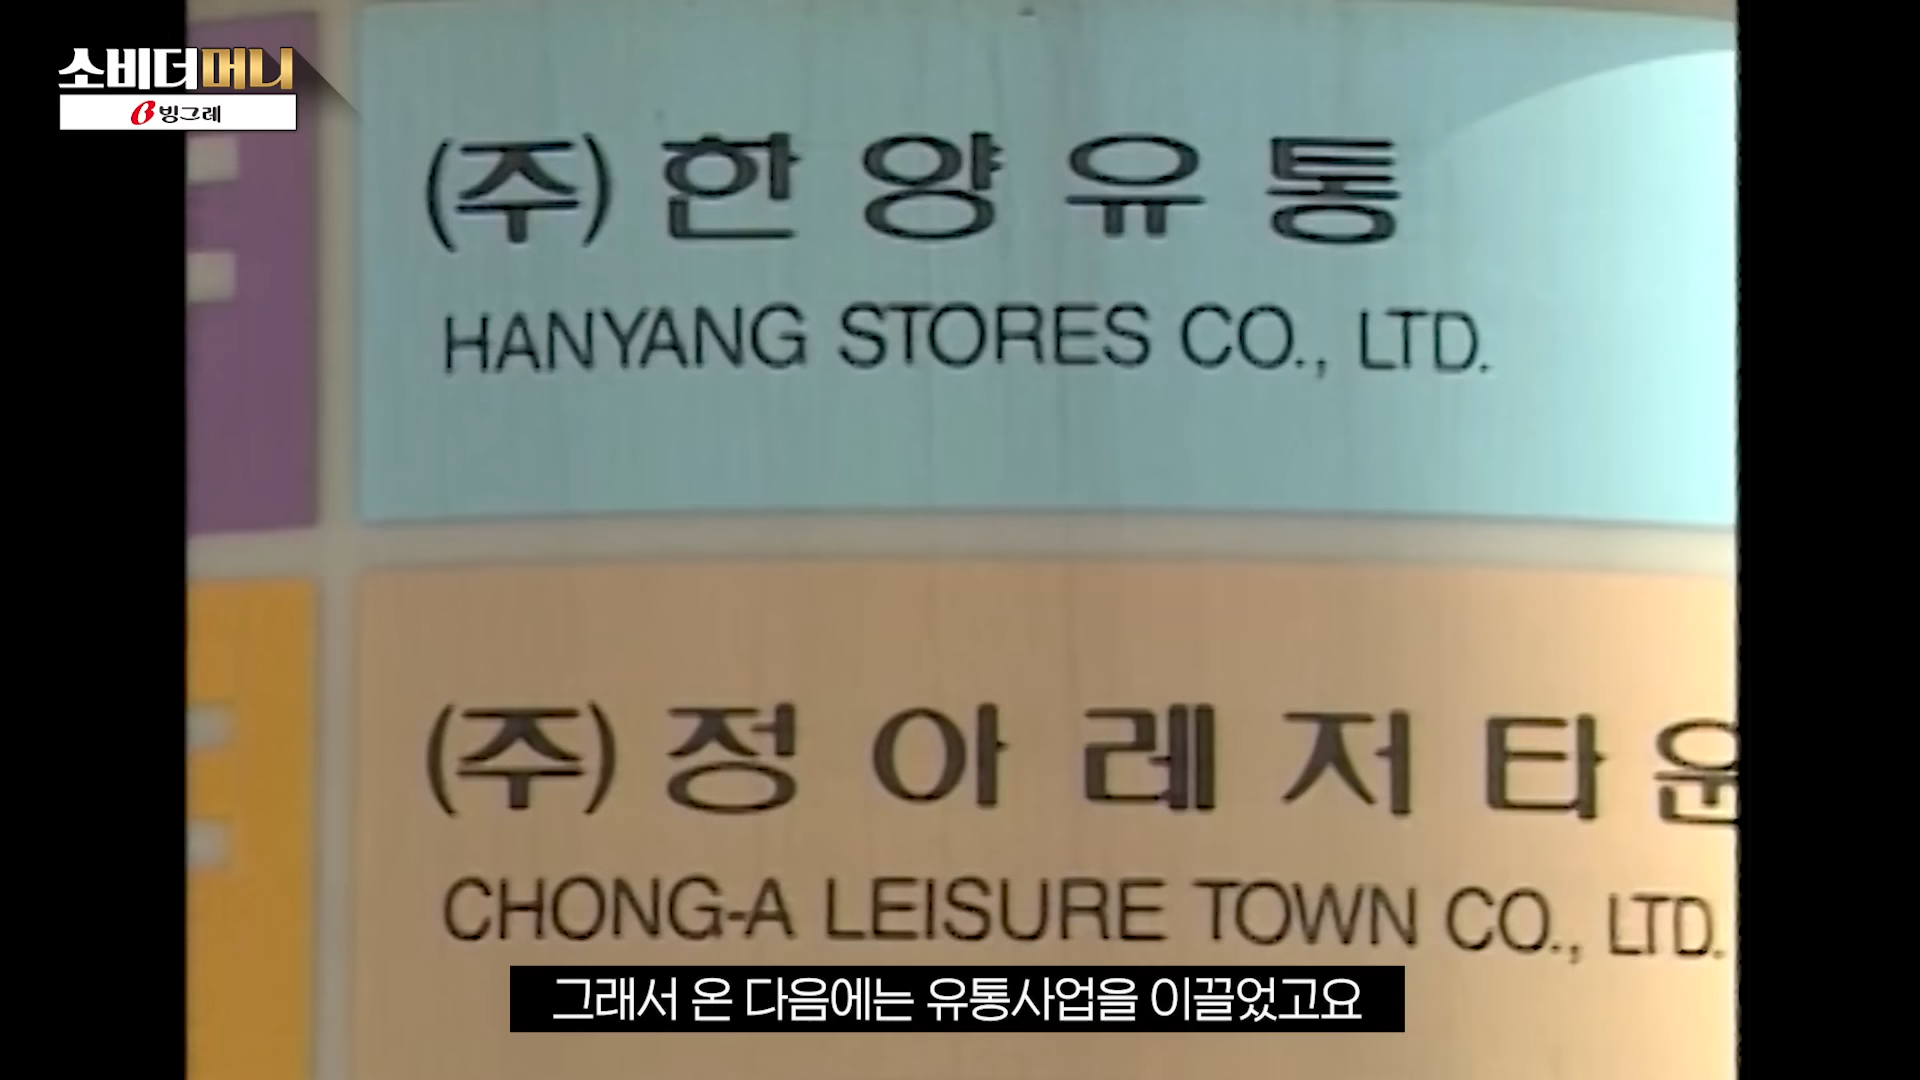 소비더머니
빙그레
(주)한양유통
HANYANG STORES CO., LTD.
(주)정아레저타운
CHONG-A LEISURE TOWN CO., LTD.
그래서 온 다음에는 유통사업을 이끌었고요